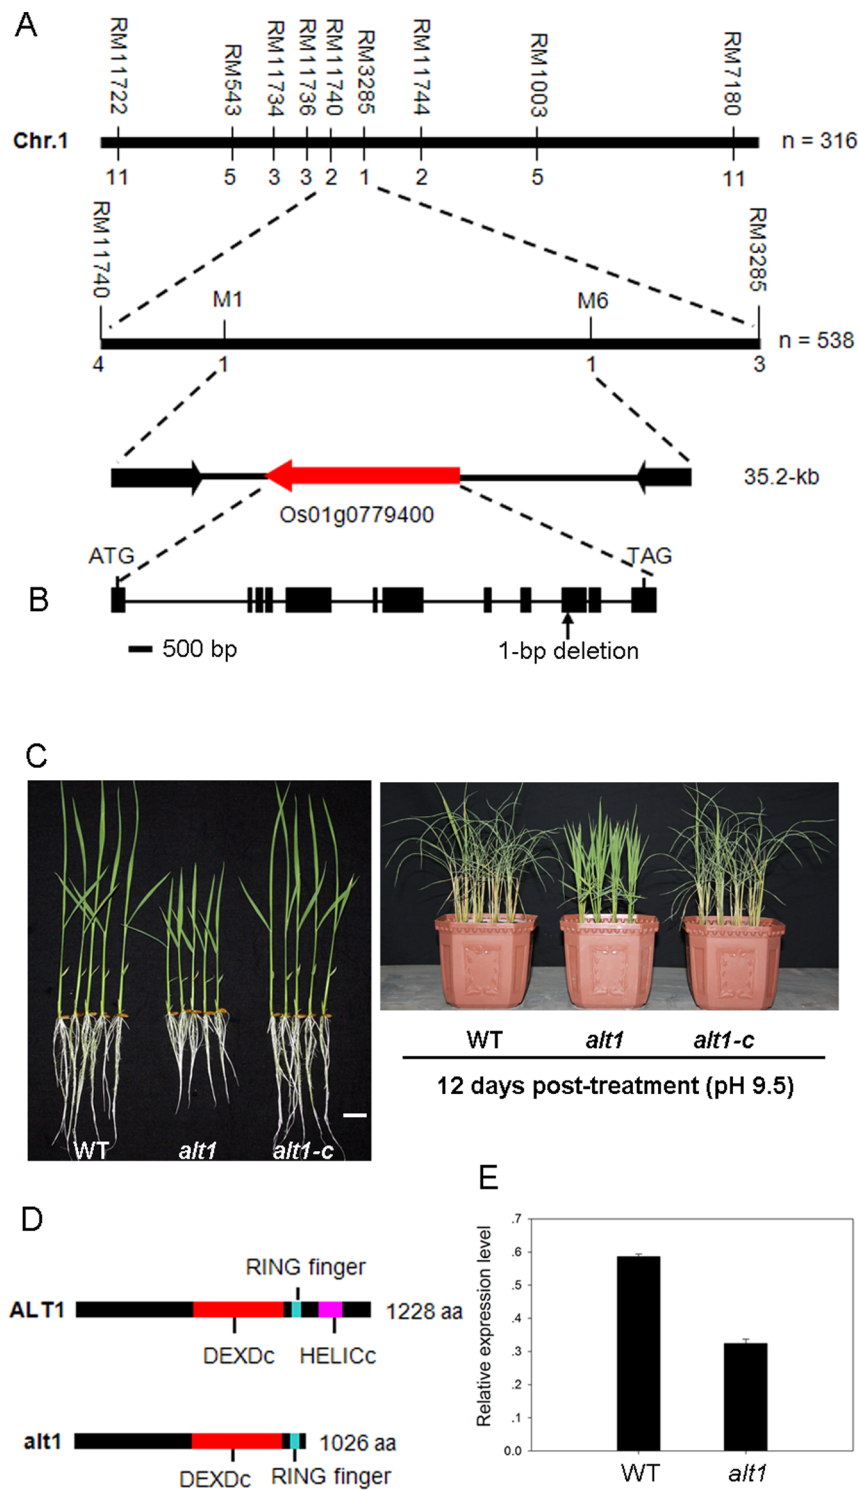 A
RM11722 RM543 RM11734 RM11736 RM11740 RM3285 RM11744 RM1003 RM7180
Chr.1 n = 316
11 5 3 3 2 1 2 5 11
RM11740 RM3285
M1 M6
n = 538
4 1 1 3
35.2-kb
Os01g0779400
ATG TAG
B
500 bp 1-bp deletion
C
WT alt1 alt1-c
WT alt1 alt1-c
12 days post-treatment (pH 9.5)
D
RING finger
ALT1 1228 aa
DEXDc HELICc
alt1 1026 aa
DEXDc RING finger
E
Relative expression level
.7
.6
.5
.4
.3
.2
.1
0.0
WT alt1